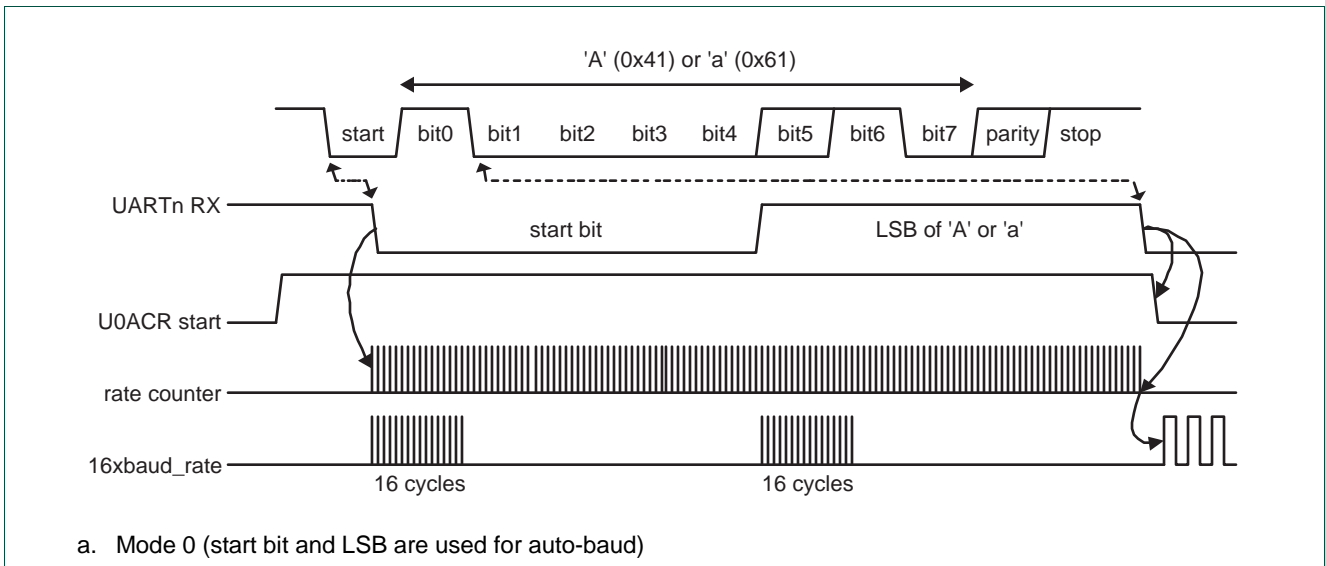 'A' (0x41) or 'a' (0x61)
start bit0 bit1 bit2 bit3 bit4 bit5 bit6 bit7 parity stop
UARTn RX
start bit LSB of 'A' or 'a'
U0ACR start
rate counter
16xbaud_rate
16 cycles 16 cycles
a. Mode 0 (start bit and LSB are used for auto-baud)